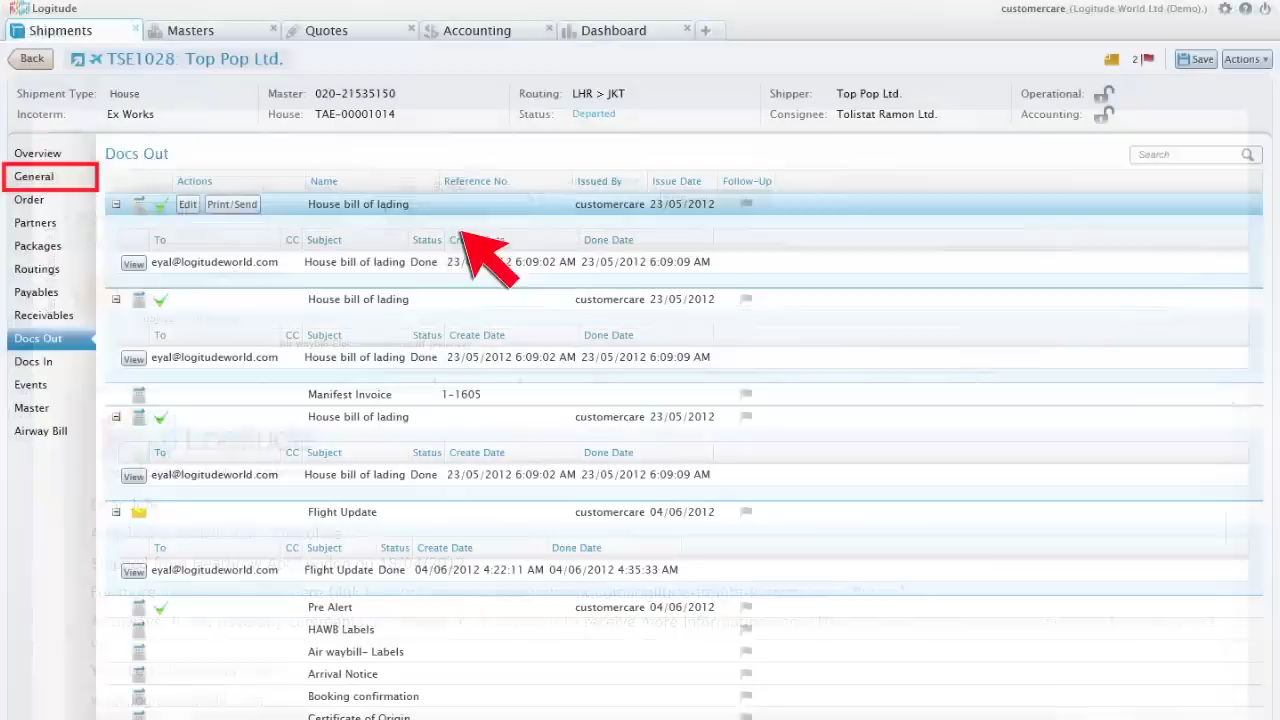 Logitude customercare (Logitude World Ltd (Demo).)
Shipments Masters Quotes Accounting Dashboard
Back TSE1028: Top Pop Ltd. 2 Save Actions
Shipment Type: House Master: 020-21535150 Routing: LHR > JKT Shipper: Top Pop Ltd. Operational:
Incoterm: Ex Works House: TAE-00001014 Status: Departed Consignee: Tolistat Ramon Ltd. Accounting:
Overview
General
Order
Partners
Packages
Routings
Payables
Receivables
Docs Out
Docs In
Events
Master
Airway Bill
Docs Out Search
Actions Name Reference No. Issued By Issue Date Follow-Up
Edit Print/Send House bill of lading customercare 23/05/2012
To CC Subject Status Done Date
View eyal@logitudeworld.com House bill of lading Done 6:09:02 AM 23/05/2012 6:09:09 AM
House bill of lading customercare 23/05/2012
To CC Subject Status Create Date Done Date
View eyal@logitudeworld.com House bill of lading Done 23/05/2012 6:09:02 AM 23/05/2012 6:09:09 AM
Manifest Invoice 1-1605
House bill of lading customercare 23/05/2012
To CC Subject Status Create Date Done Date
View eyal@logitudeworld.com House bill of lading Done 23/05/2012 6:09:02 AM 23/05/2012 6:09:09 AM
Flight Update customercare 04/06/2012
To CC Subject Status Create Date Done Date
View eyal@logitudeworld.com Flight Update Done 04/06/2012 4:22:11 AM 04/06/2012 4:35:33 AM
Pre Alert customercare 04/06/2012
HAWB Labels
Air waybill- Labels
Arrival Notice
Booking confirmation
Certificate of Origin